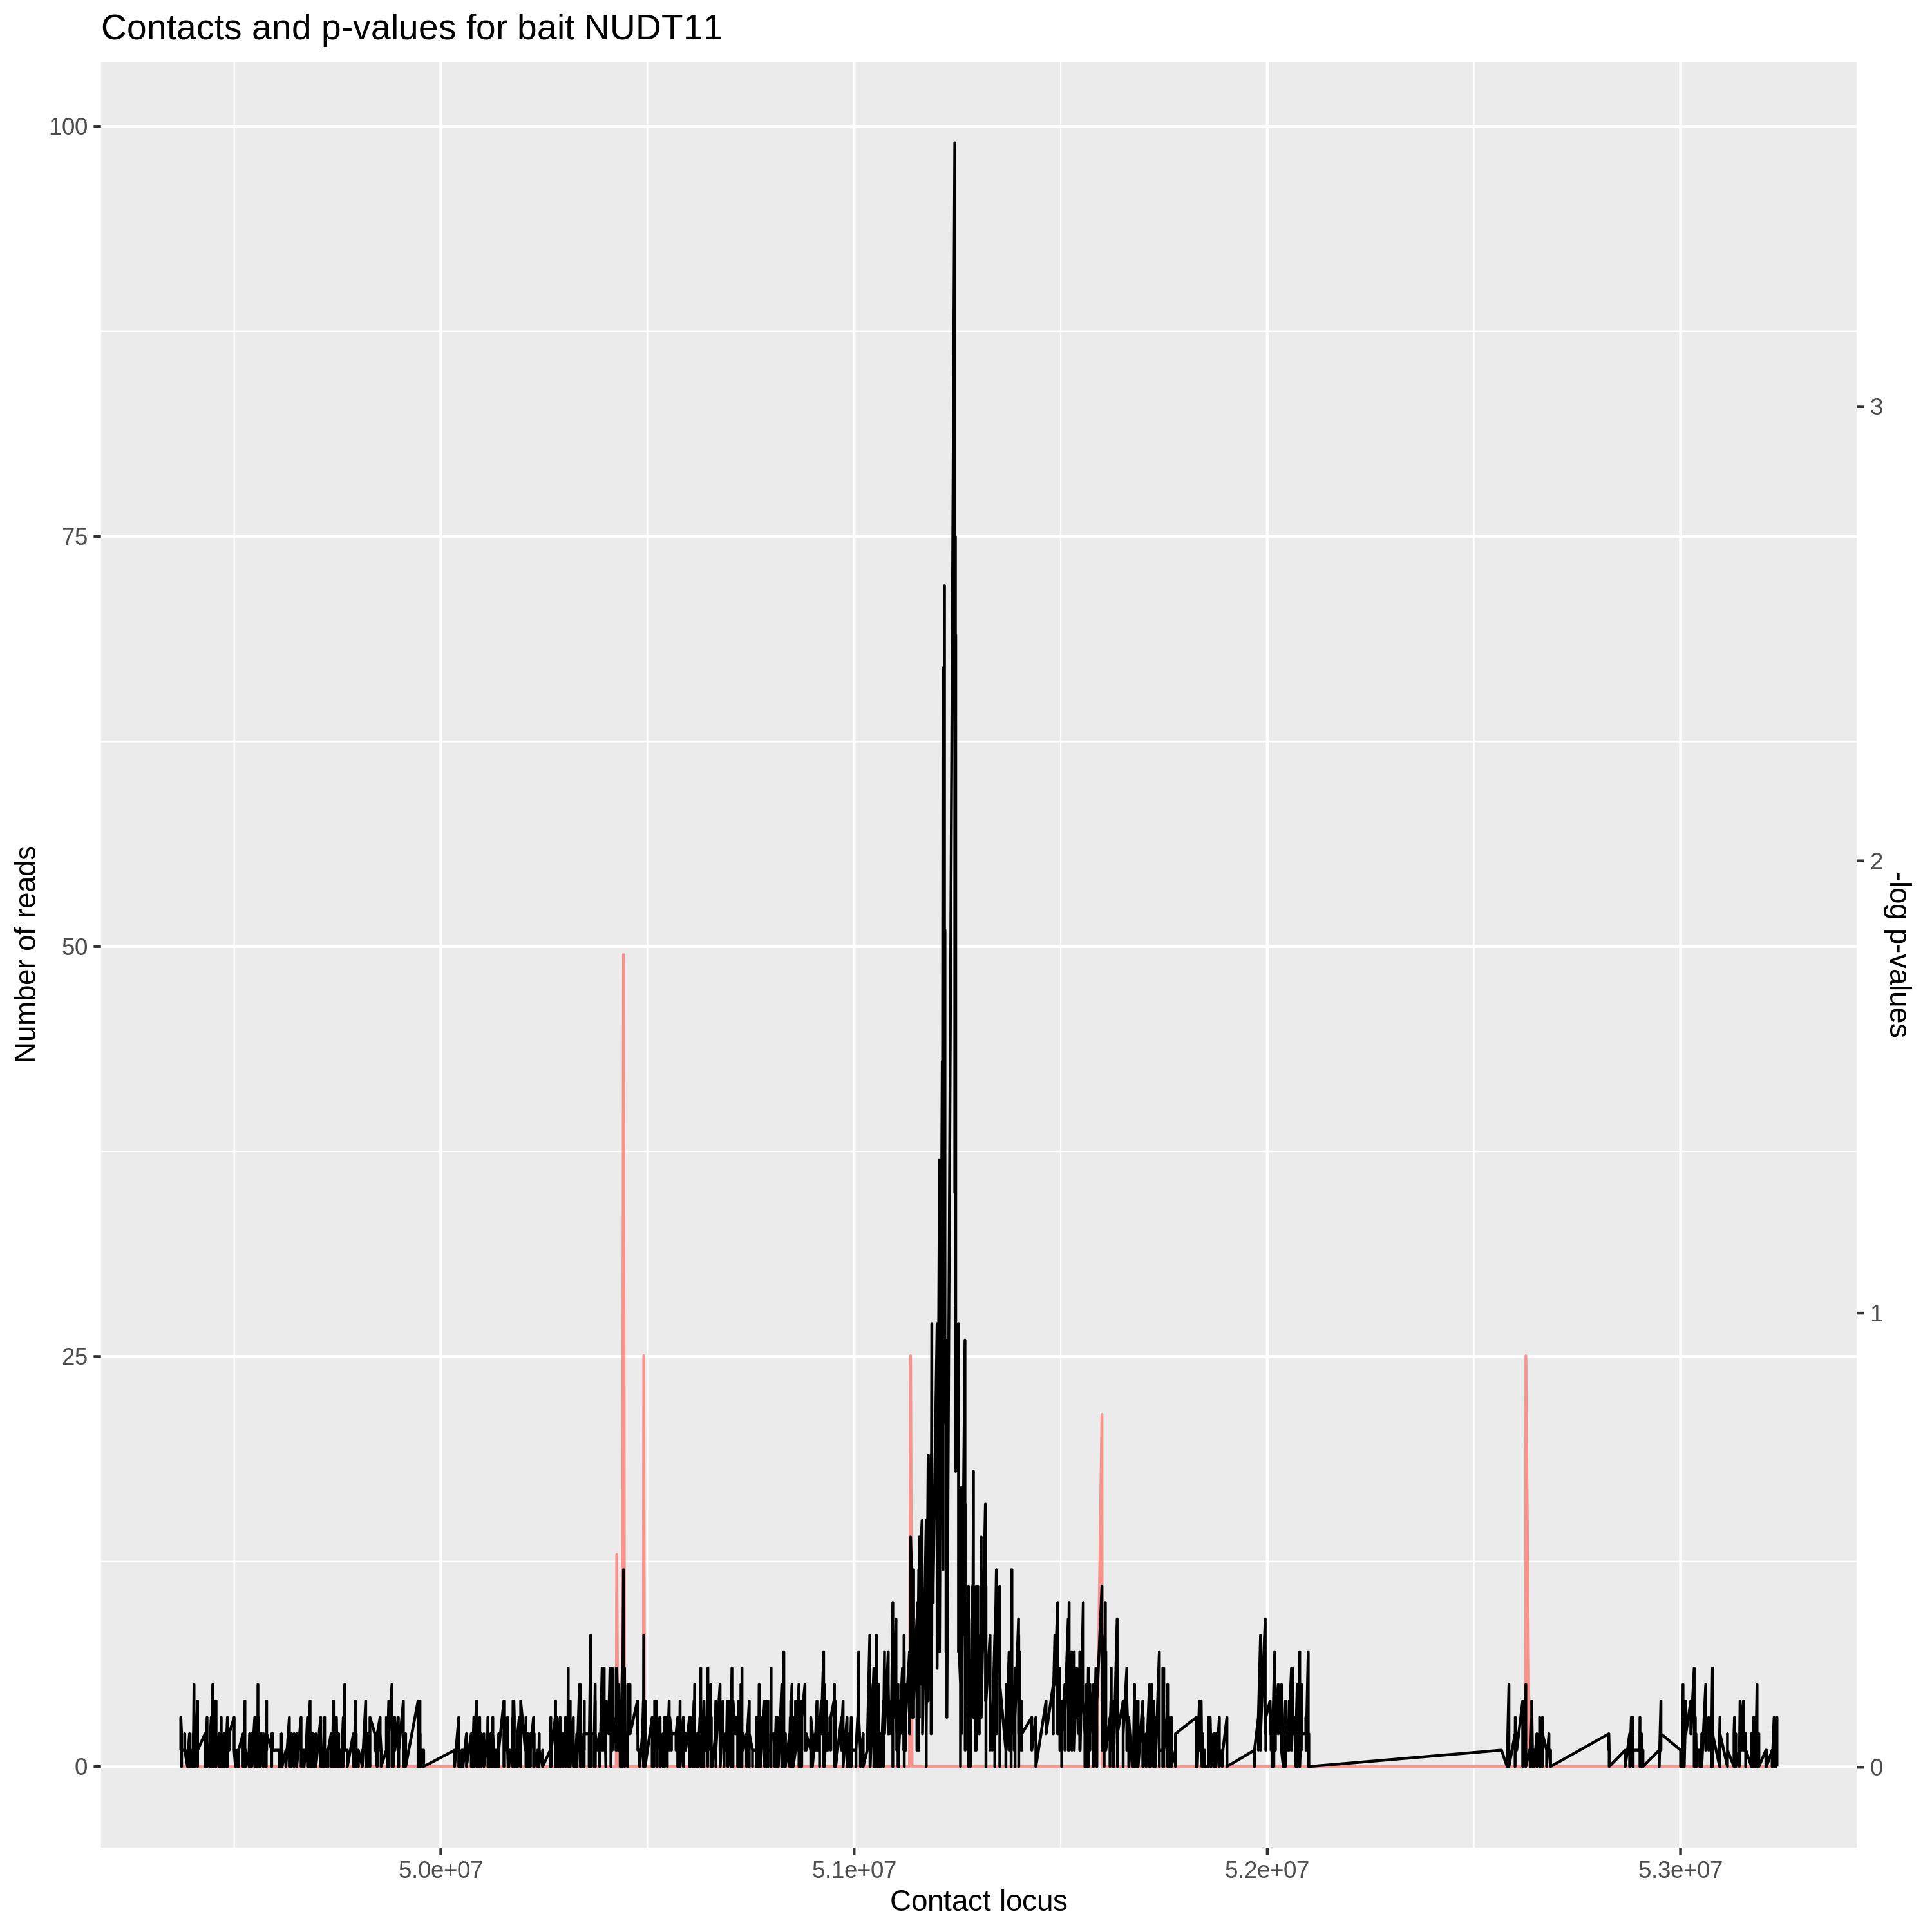 Contacts and p-values for bait NUDT11
100
75
50
25
0
Number of reads
3
2
1
0
-log p-values
5.0e+07
5.1e+07
5.2e+07
5.3e+07
Contact locus